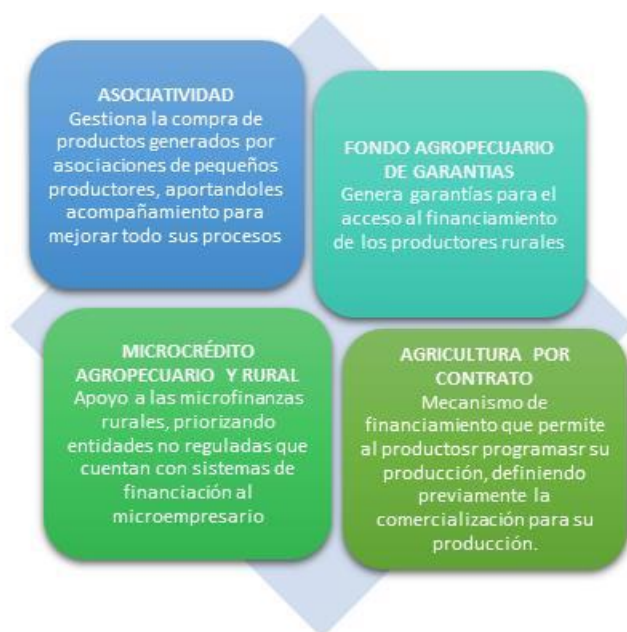 ASOCIATIVIDAD
Gestiona la compra de
productos generados por
asociaciones de pequeños
productores, aportandoles
acompañamiento para
mejorar todo sus procesos
FONDO AGROPECUARIO
DE GARANTIAS
Genera garantías para el
acceso al financiamiento
de los productores rurales
MICROCRÉDITO
AGROPECUARIO Y RURAL
Apoyo a las microfinanzas
rurales, priorizando
entidades no reguladas que
cuentan con sistemas de
financiación al
microempresario
AGRICULTURA POR
CONTRATO
Mecanismo de
financiamiento que permite
al productosr programasr su
producción, definiendo
previamente la
comercialización para su
producción.